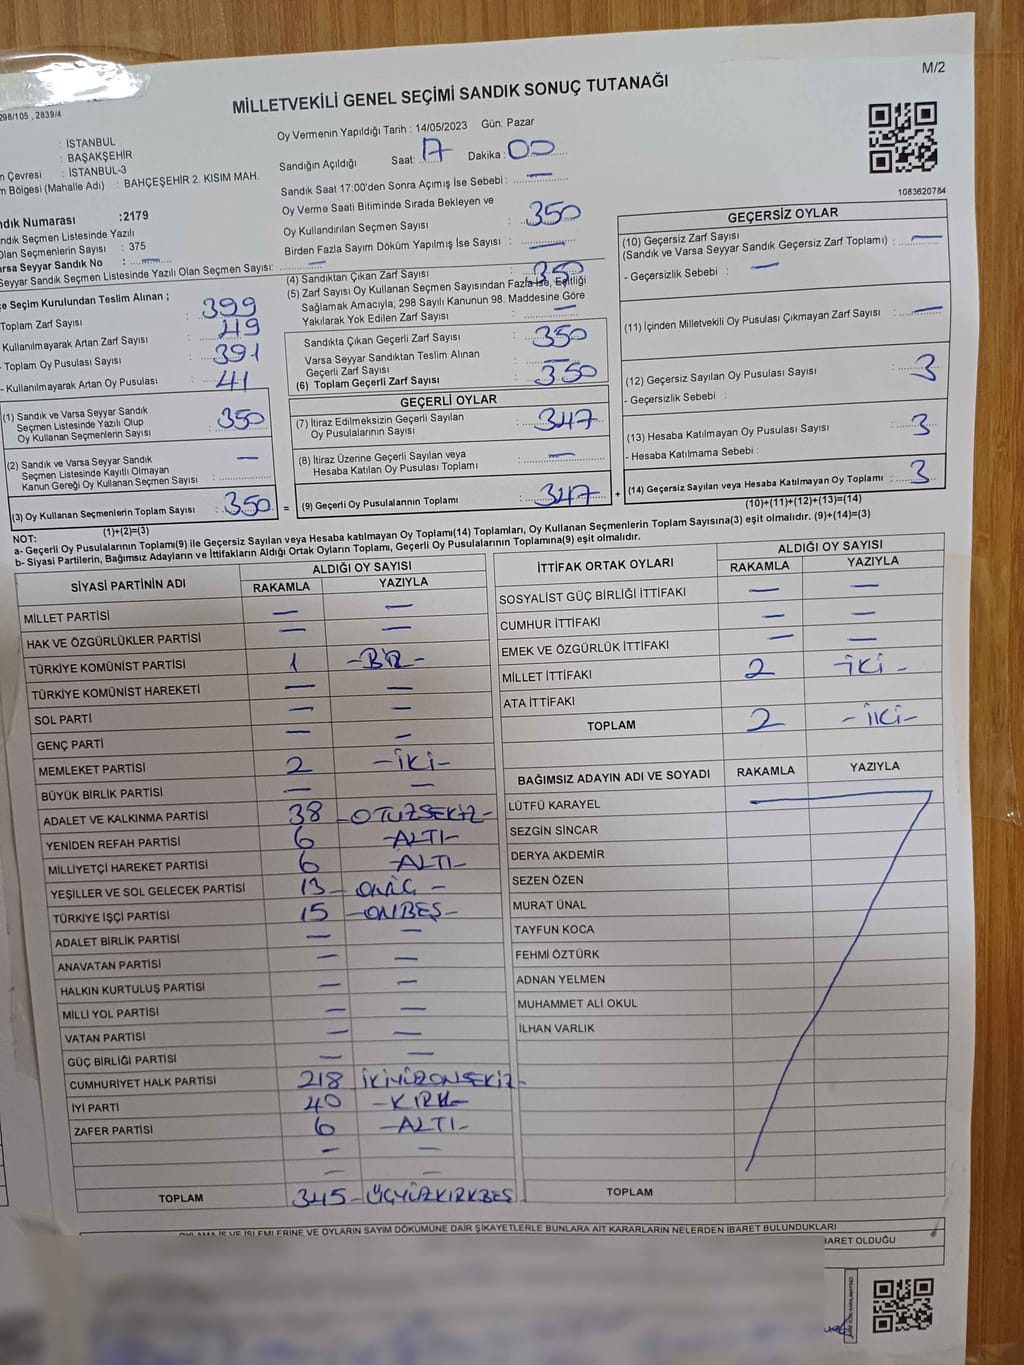 M/2
298/105 , 2839/4
MİLLETVEKİLİ GENEL SEÇİMİ SANDIK SONUÇ TUTANAĞI
: İSTANBUL
: BAŞAKŞEHİR
Çevresi : İSTANBUL-3
Bölgesi (Mahalle Adı) : BAHÇEŞEHİR 2. KISIM MAH.
Oy Vermenin Yapıldığı Tarih : 14/05/2023 Gün: Pazar
Sandığın Açıldığı Saat: 17 Dakika : 00
Sandık Saat 17:00'den Sonra Açımış İse Sebebi : —
Oy Verme Saati Bitiminde Sırada Bekleyen ve
Oy Kullandırılan Seçmen Sayısı : 350
Birden Fazla Sayım Döküm Yapılmış İse Sayısı : —
1083620784
Numarası : 2179
Seçmen Listesinde Yazılı
Olan Seçmenlerin Sayısı : 375
Varsa Seyyar Sandık No : —
Seyyar Sandık Seçmen Listesinde Yazılı Olan Seçmen Sayısı: —
Seçim Kurulundan Teslim Alınan ;
Toplam Zarf Sayısı : 399
Kullanılmayarak Artan Zarf Sayısı : 49
- Toplam Oy Pusulası Sayısı : 391
- Kullanılmayarak Artan Oy Pusulası : 41
(1) Sandık ve Varsa Seyyar Sandık
Seçmen Listesinde Yazılı Olup
Oy Kullanan Seçmenlerin Sayısı : 350
(2) Sandık ve Varsa Seyyar Sandık
Seçmen Listesinde Kayıtlı Olmayan
Kanun Gereği Oy Kullanan Seçmen Sayısı : —
(3) Oy Kullanan Seçmenlerin Toplam Sayısı : 350 =
(1)+(2)=(3)
(4) Sandıktan Çıkan Zarf Sayısı : 350
(5) Zarf Sayısı Oy Kullanan Seçmen Sayısından Fazla ise, Eşitliği
Sağlamak Amacıyla; 298 Sayılı Kanunun 98. Maddesine Göre
Yakılarak Yok Edilen Zarf Sayısı : —
Sandıkta Çıkan Geçerli Zarf Sayısı : 350
Varsa Seyyar Sandıktan Teslim Alınan
Geçerli Zarf Sayısı : —
(6) Toplam Geçerli Zarf Sayısı : 350
GEÇERLİ OYLAR
(7) İtiraz Edilmeksizin Geçerli Sayılan
Oy Pusulalarının Sayısı : 347
(8) İtiraz Üzerine Geçerli Sayılan veya
Hesaba Katılan Oy Pusulası Toplamı : —
(9) Geçerli Oy Pusulalarının Toplamı : 347 +
GEÇERSİZ OYLAR
(10) Geçersiz Zarf Sayısı
(Sandık ve Varsa Seyyar Sandık Geçersiz Zarf Toplamı) : —
- Geçersizlik Sebebi : —
(11) İçinden Milletvekili Oy Pusulası Çıkmayan Zarf Sayısı : —
(12) Geçersiz Sayılan Oy Pusulası Sayısı : 3
- Geçersizlik Sebebi :
(13) Hesaba Katılmayan Oy Pusulası Sayısı : 3
- Hesaba Katılmama Sebebi :
(14) Geçersiz Sayılan veya Hesaba Katılmayan Oy Toplamı : 3
(10)+(11)+(12)+(13)=(14)
NOT:
a- Geçerli Oy Pusulalarının Toplamı(9) ile Geçersiz Sayılan veya Hesaba katılmayan Oy Toplamı(14) Toplamları, Oy Kullanan Seçmenlerin Toplam Sayısına(3) eşit olmalıdır. (9)+(14)=(3)
b- Siyasi Partilerin, Bağımsız Adayların ve İttifakların Aldığı Ortak Oyların Toplamı, Geçerli Oy Pusulalarının Toplamına(9) eşit olmalıdır.
SİYASİ PARTİNİN ADI ALDIĞI OY SAYISI
RAKAMLA YAZIYLA
MİLLET PARTİSİ — —
HAK VE ÖZGÜRLÜKLER PARTİSİ — —
TÜRKİYE KOMÜNİST PARTİSİ 1 -BİR-
TÜRKİYE KOMÜNİST HAREKETİ — —
SOL PARTİ — —
GENÇ PARTİ — —
MEMLEKET PARTİSİ 2 -İKİ-
BÜYÜK BİRLİK PARTİSİ — —
ADALET VE KALKINMA PARTİSİ 38 -OTUZSEKİZ-
YENİDEN REFAH PARTİSİ 6 -ALTI-
MİLLİYETÇİ HAREKET PARTİSİ 6 -ALTI-
YEŞİLLER VE SOL GELECEK PARTİSİ 13 -ONÜÇ-
TÜRKİYE İŞÇİ PARTİSİ 15 -ONBEŞ-
ADALET BİRLİK PARTİSİ — —
ANAVATAN PARTİSİ — —
HALKIN KURTULUŞ PARTİSİ — —
MİLLİ YOL PARTİSİ — —
VATAN PARTİSİ — —
GÜÇ BİRLİĞİ PARTİSİ — —
CUMHURİYET HALK PARTİSİ 218 İKİYÜZONSEKİZ-
İYİ PARTİ 40 -KIRK-
ZAFER PARTİSİ 6 -ALTI-
— —
— —
TOPLAM 345 -ÜÇYÜZKIRKBEŞ
İTTİFAK ORTAK OYLARI ALDIĞI OY SAYISI
RAKAMLA YAZIYLA
SOSYALİST GÜÇ BİRLİĞİ İTTİFAKI — —
CUMHUR İTTİFAKI — —
EMEK VE ÖZGÜRLÜK İTTİFAKI — —
MİLLET İTTİFAKI 2 -İKİ-
ATA İTTİFAKI
TOPLAM 2 -İKİ-
BAĞIMSIZ ADAYIN ADI VE SOYADI RAKAMLA YAZIYLA
LÜTFÜ KARAYEL
SEZGİN SİNCAR
DERYA AKDEMİR
SEZEN ÖZEN
MURAT ÜNAL
TAYFUN KOCA
FEHMİ ÖZTÜRK
ADNAN YELMEN
MUHAMMET ALİ OKUL
İLHAN VARLIK
TOPLAM
OYLAMA İŞ VE İŞLEMLERİNE VE OYLARIN SAYIM DÖKÜMÜNE DAİR ŞİKAYETLERLE BUNLARA AİT KARARLARIN NELERDEN İBARET BULUNDUKLARI
İBARET OLDUĞU